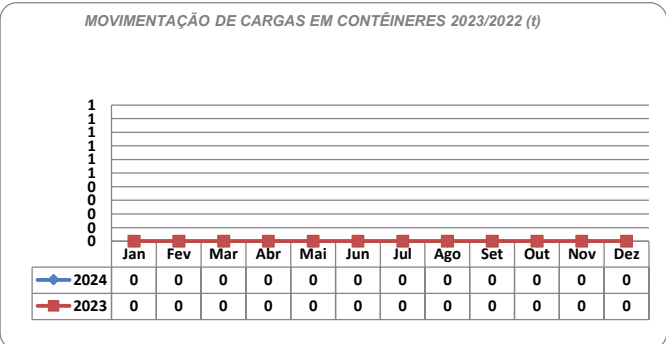 MOVIMENTAÇÃO DE CARGAS EM CONTÊINERES 2023/2022 (t)
1
1
1
1
1
1
0
0
0
0
0
Jan Fev Mar Abr Mai Jun Jul Ago Set Out Nov Dez
2024 0 0 0 0 0 0 0 0 0 0 0 0
2023 0 0 0 0 0 0 0 0 0 0 0 0